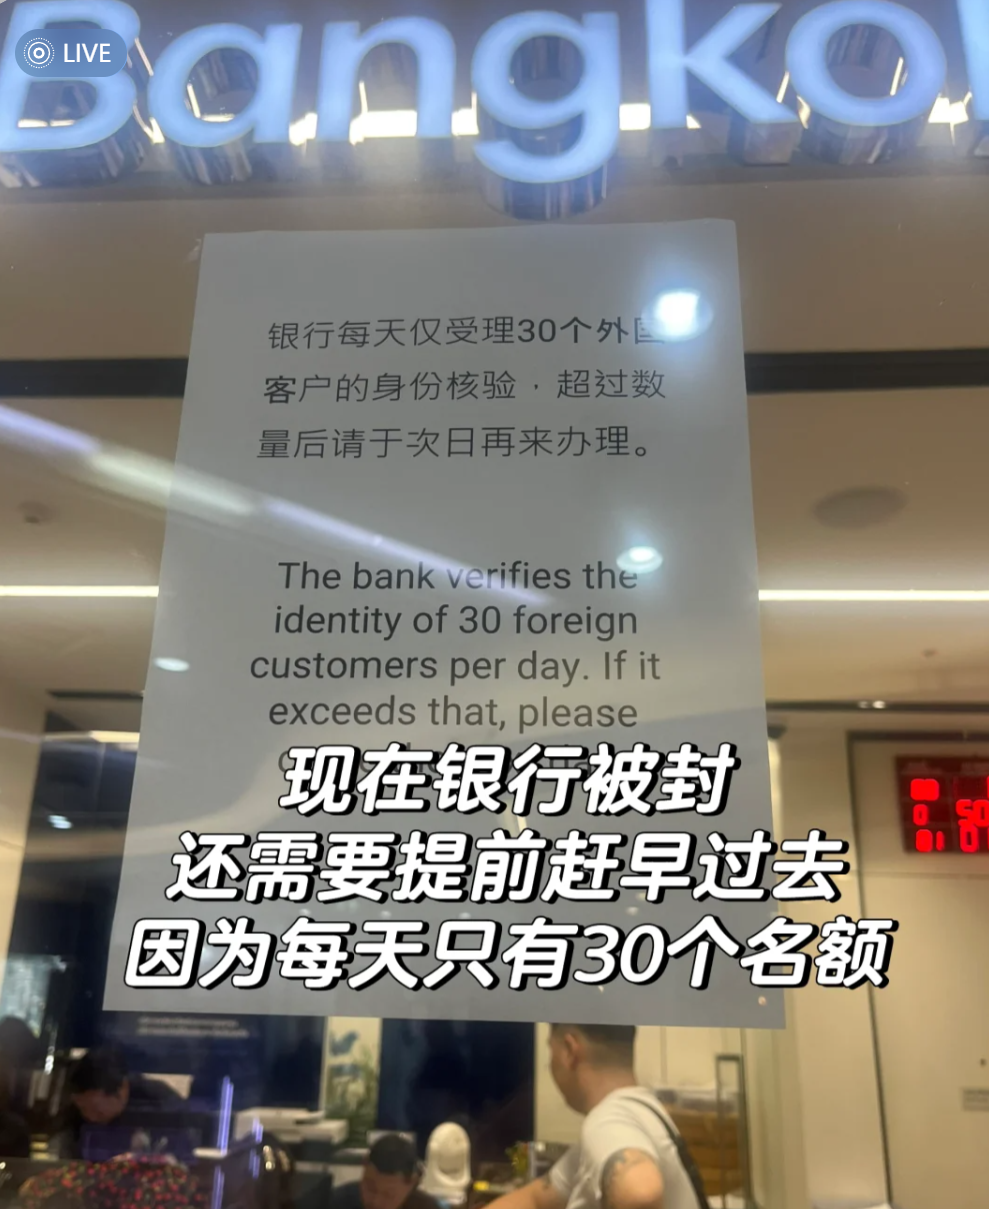 LIVE
Bangkok
银行每天仅受理30个外国
客户的身份核验，超过数
量后请于次日再来办理。
The bank verifies the
identity of 30 foreign
customers per day. If it
exceeds that, please
现在银行被封
还需要提前赶早过去
因为每天只有30个名额